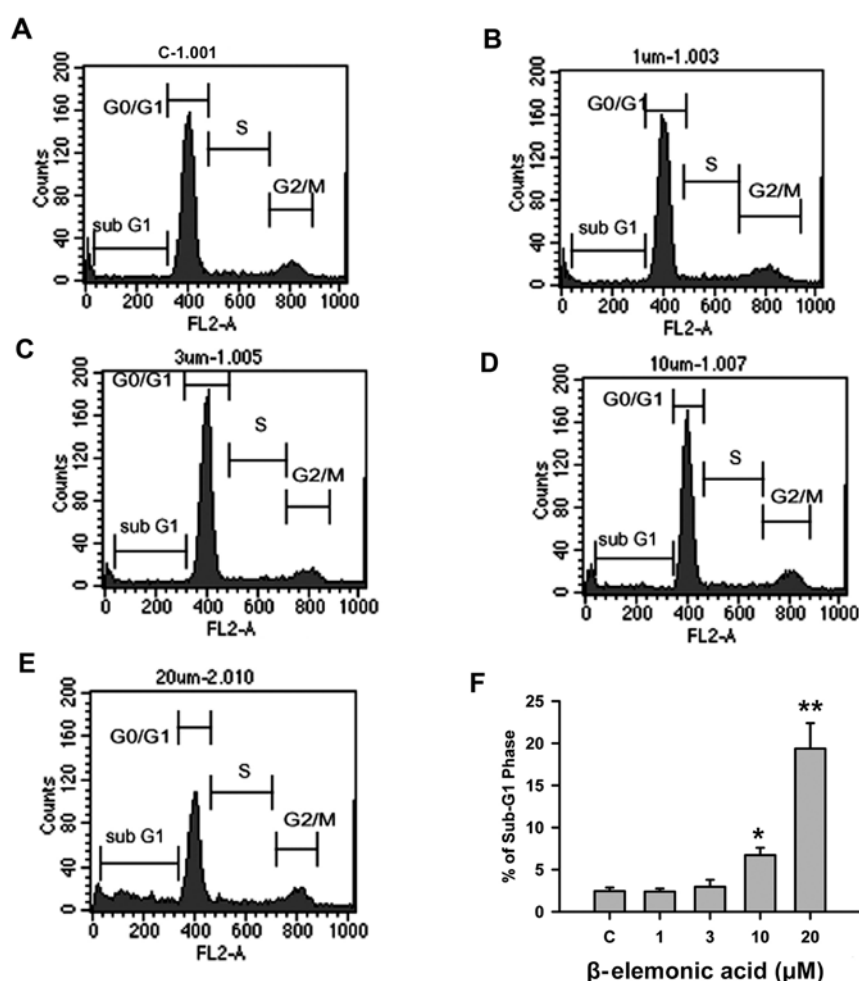 A
C-1.001
200
160
120
80
40
0
Counts
G0/G1
S
G2/M
sub G1
0 200 400 600 800 1000
FL2-A
B
1um-1.003
200
160
120
80
40
0
Counts
G0/G1
S
G2/M
sub G1
0 200 400 600 800 1000
FL2-A
C
3um-1.005
200
160
120
80
40
0
Counts
G0/G1
S
G2/M
sub G1
0 200 400 600 800 1000
FL2-A
D
10um-1.007
200
160
120
80
40
0
Counts
G0/G1
S
G2/M
sub G1
0 200 400 600 800 1000
FL2-A
E
20um-2.010
200
160
120
80
40
0
Counts
G0/G1
S
G2/M
sub G1
0 200 400 600 800 1000
FL2-A
F
25
20
15
10
5
0
% of Sub-G1 Phase
*
**
C 1 3 10 20
β-elemonic acid (µM)